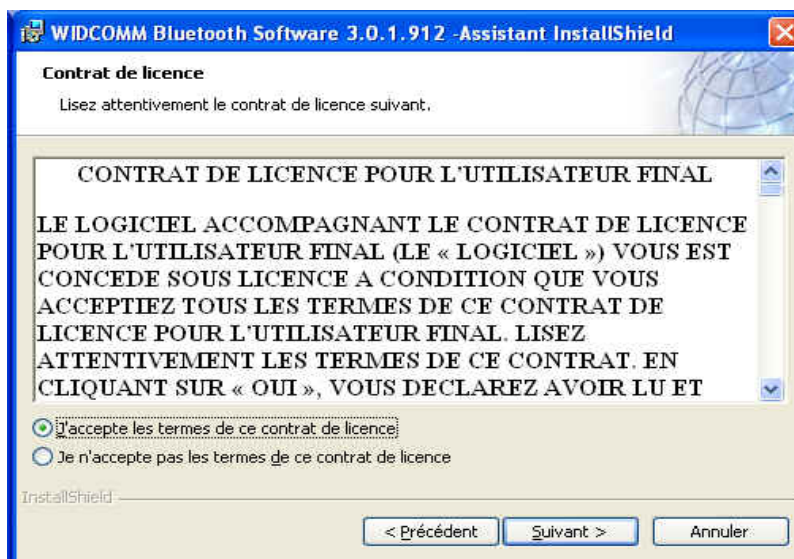 WIDCOMM Bluetooth Software 3.0.1.912 -Assistant InstallShield
Contrat de licence
Lisez attentivement le contrat de licence suivant.
CONTRAT DE LICENCE POUR L'UTILISATEUR FINAL
LE LOGICIEL ACCOMPAGNANT LE CONTRAT DE LICENCE
POUR L'UTILISATEUR FINAL (LE « LOGICIEL ») VOUS EST
CONCEDE SOUS LICENCE A CONDITION QUE VOUS
ACCEPTIEZ TOUS LES TERMES DE CE CONTRAT DE
LICENCE POUR L'UTILISATEUR FINAL. LISEZ
ATTENTIVEMENT LES TERMES DE CE CONTRAT. EN
CLIQUANT SUR « OUI », VOUS DECLAREZ AVOIR LU ET
J'accepte les termes de ce contrat de licence
Je n'accepte pas les termes de ce contrat de licence
InstallShield
< Précédent
Suivant >
Annuler